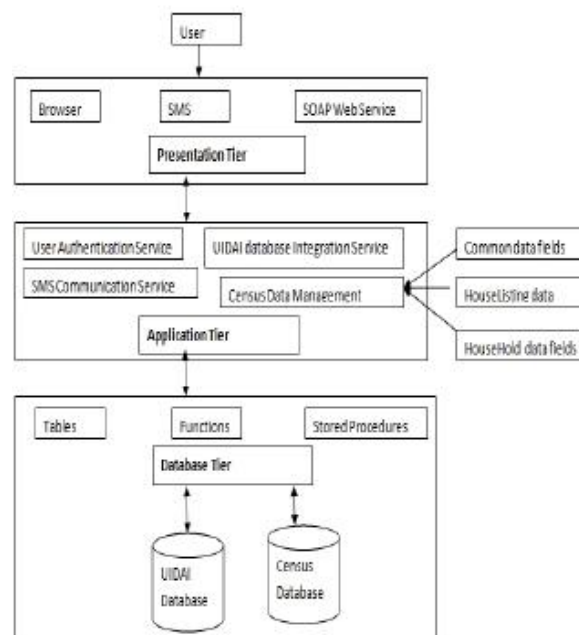 User
Browser
SMS
SOAP Web Service
Presentation Tier
User Authentication Service
UIDAI database Integration Service
SMS Communication Service
Census Data Management
Application Tier
Common data fields
HouseListing data
HouseHold data fields
Tables
Functions
Stored Procedures
Database Tier
UIDAI
Database
Census
Database